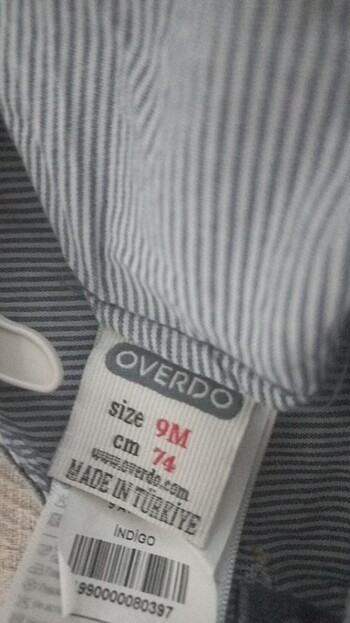 OVERDO
size 9M
cm 74
www.overdo.com
MADE IN TÜRKİYE
İNDİGO
990000080397